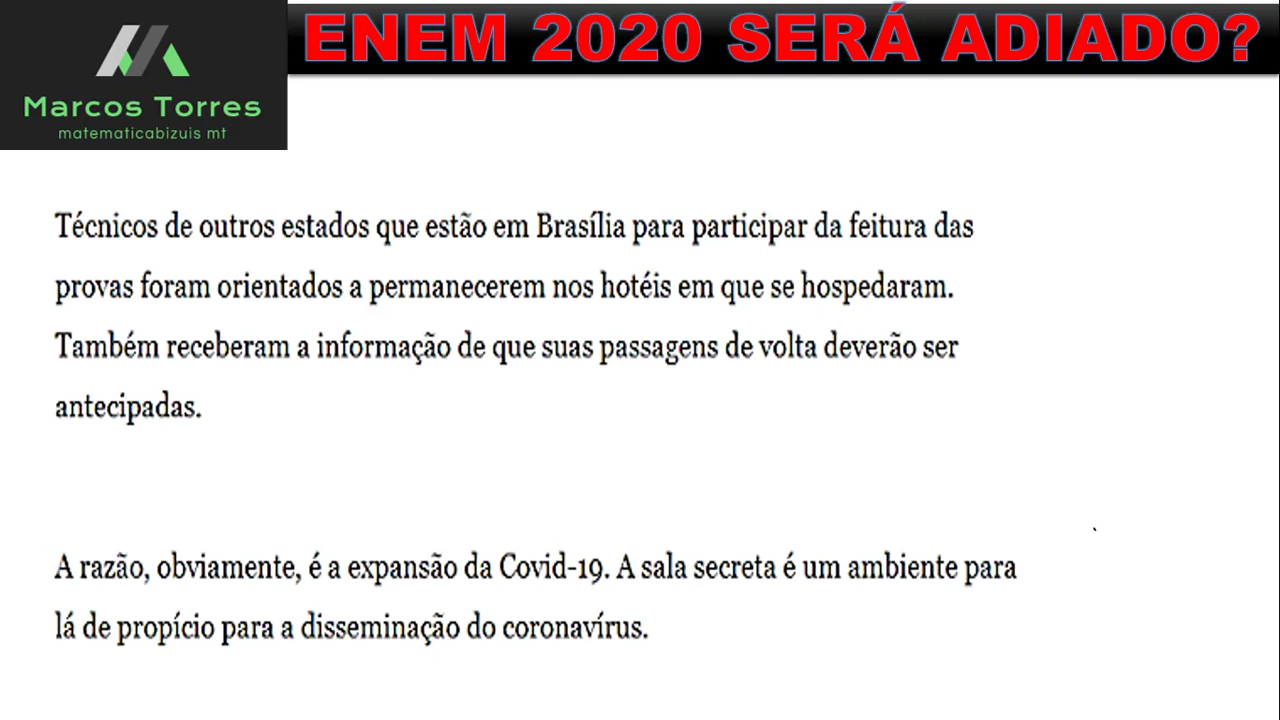 ENEM 2020 SERÁ ADIADO?
Marcos Torres
matematicabizuis mt
Técnicos de outros estados que estão em Brasília para participar da feitura das
provas foram orientados a permanecerem nos hotéis em que se hospedaram.
Também receberam a informação de que suas passagens de volta deverão ser
antecipadas.
A razão, obviamente, é a expansão da Covid-19. A sala secreta é um ambiente para
lá de propício para a disseminação do coronavírus.